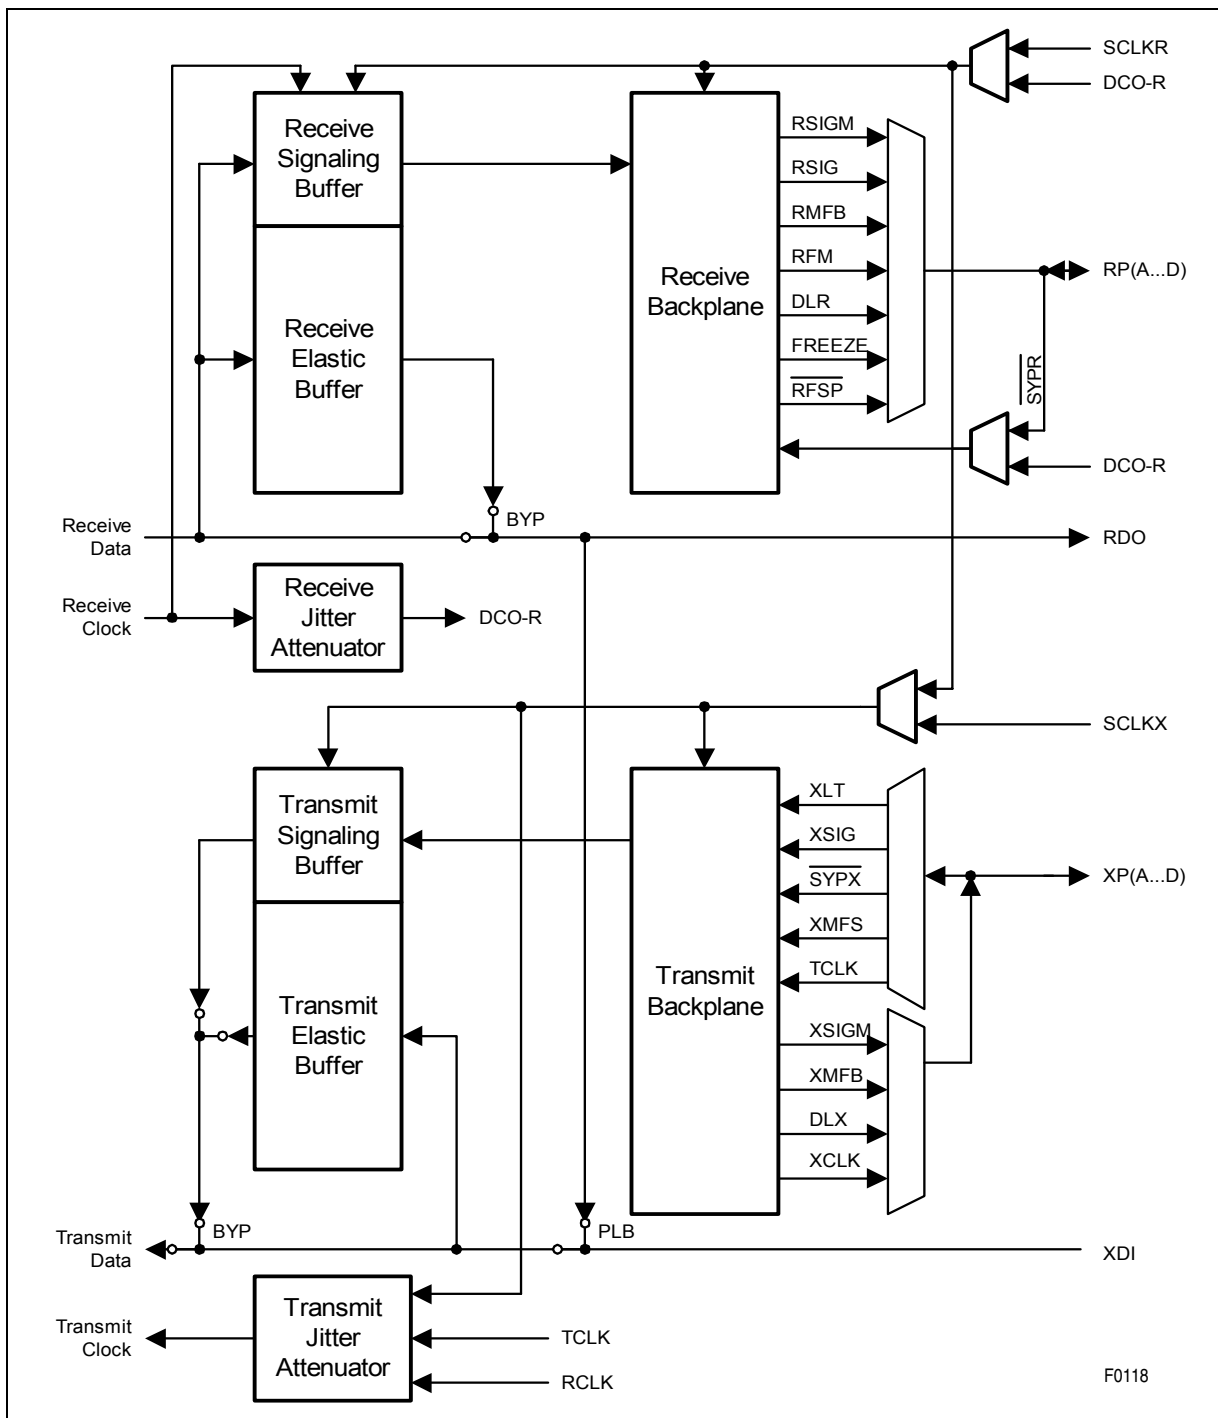 SCLKR
DCO-R
Receive
Signaling
Buffer
RSIGM
RSIG
RMFB
RFM
DLR
FREEZE
RFSP
Receive
Backplane
RP(A...D)
SYPR
Receive
Elastic
Buffer
DCO-R
BYP
Receive
Data
RDO
Receive
Clock
Receive
Jitter
Attenuator
DCO-R
SCLKX
Transmit
Signaling
Buffer
XLT
XSIG
SYPX
XMFS
TCLK
XP(A...D)
Transmit
Backplane
Transmit
Elastic
Buffer
XSIGM
XMFB
DLX
XCLK
BYP
PLB
Transmit
Data
XDI
Transmit
Jitter
Attenuator
Transmit
Clock
TCLK
RCLK
F0118